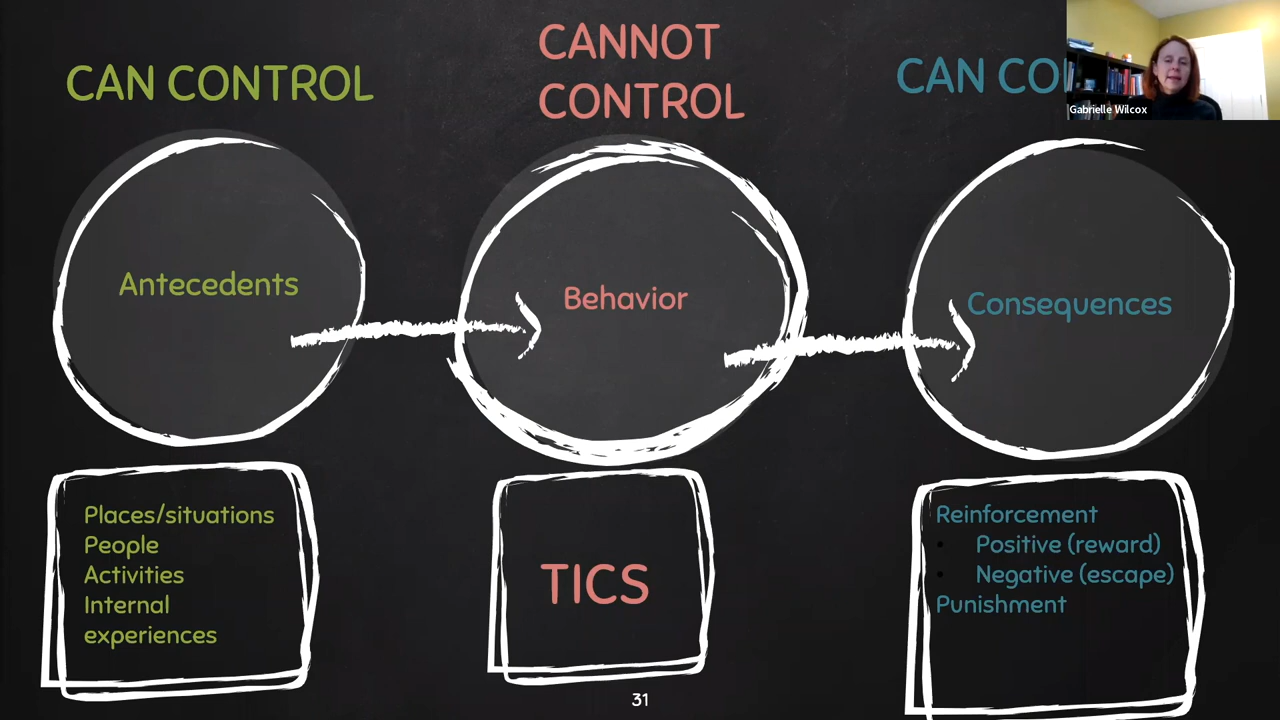 CAN CONTROL
CANNOT
CONTROL
CAN
Gabrielle Wilcox
Antecedents
Behavior
Consequences
Places/situations
People
Activities
Internal
experiences
TICS
Reinforcement
• Positive (reward)
• Negative (escape)
Punishment
31